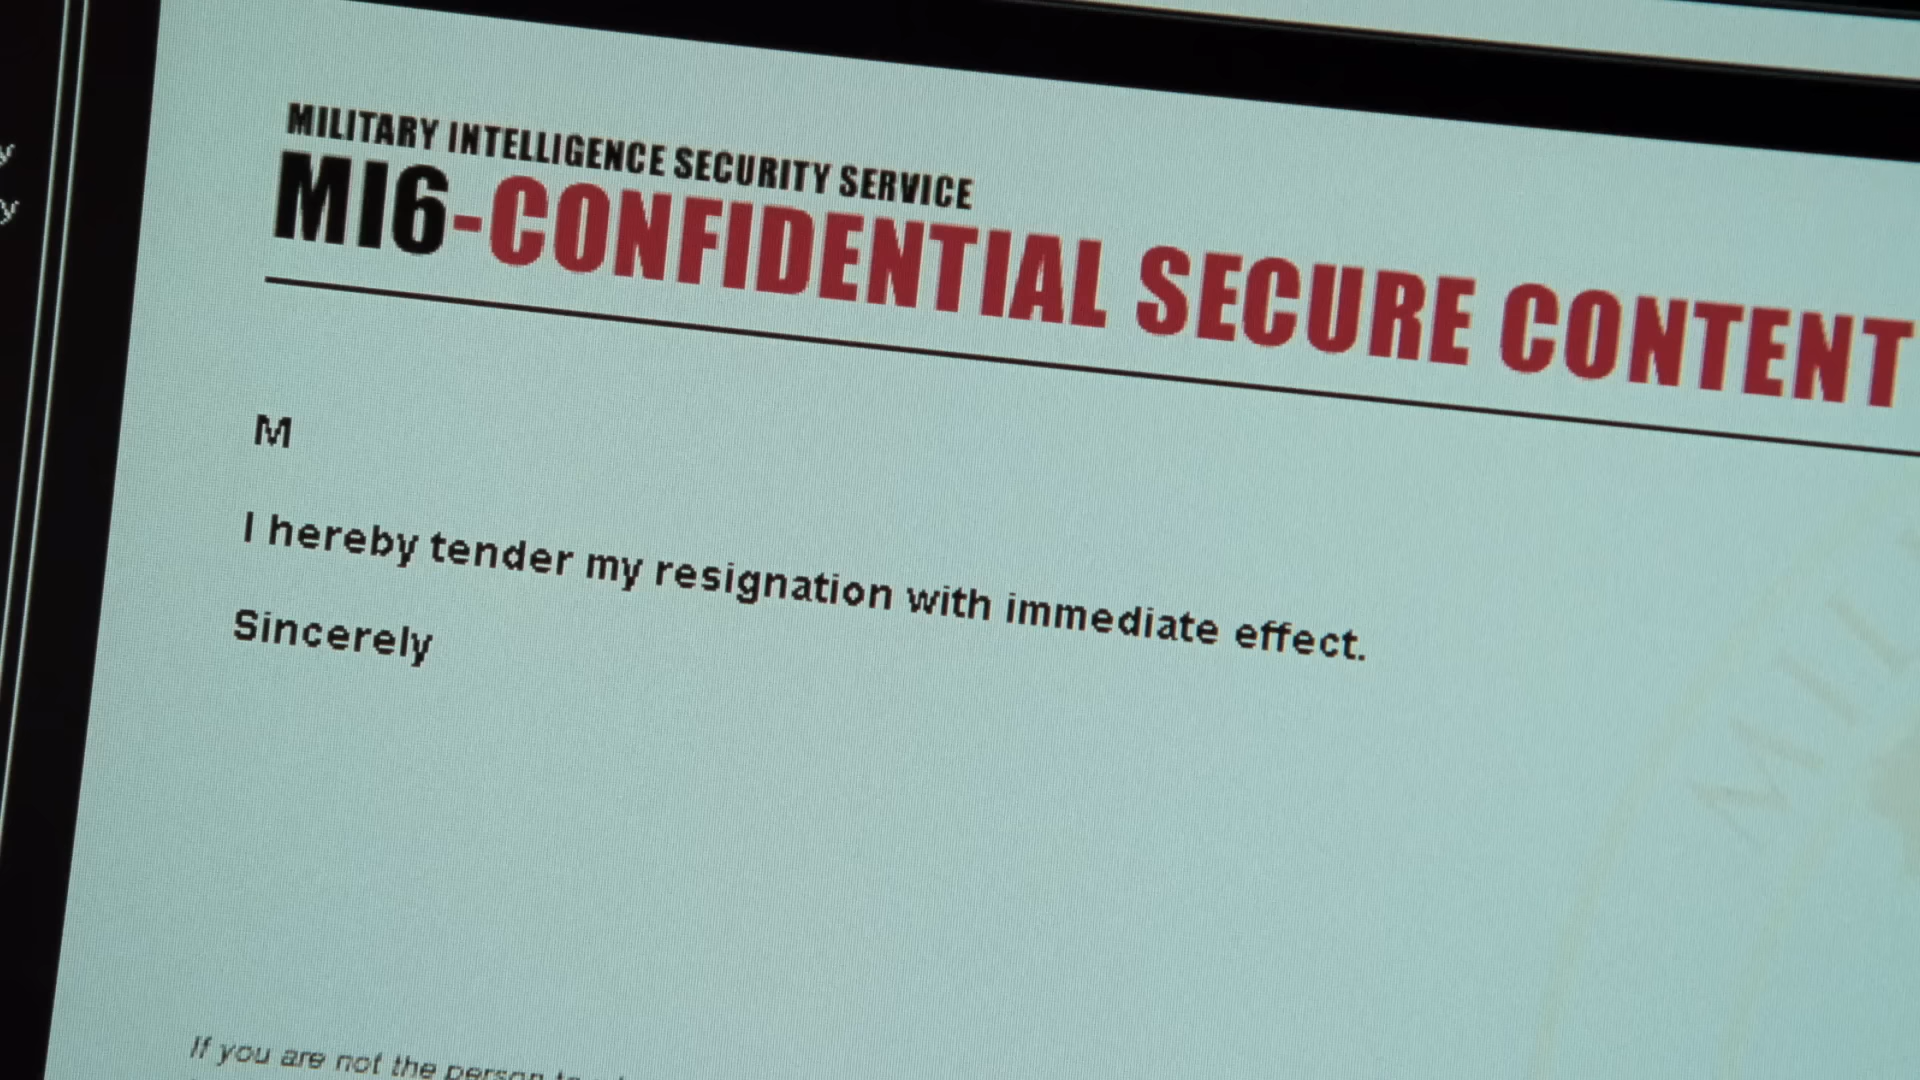 MILITARY INTELLIGENCE SECURITY SERVICE
MI6-CONFIDENTIAL SECURE CONTENT
M
I hereby tender my resignation with immediate effect.
Sincerely
If you are not the person